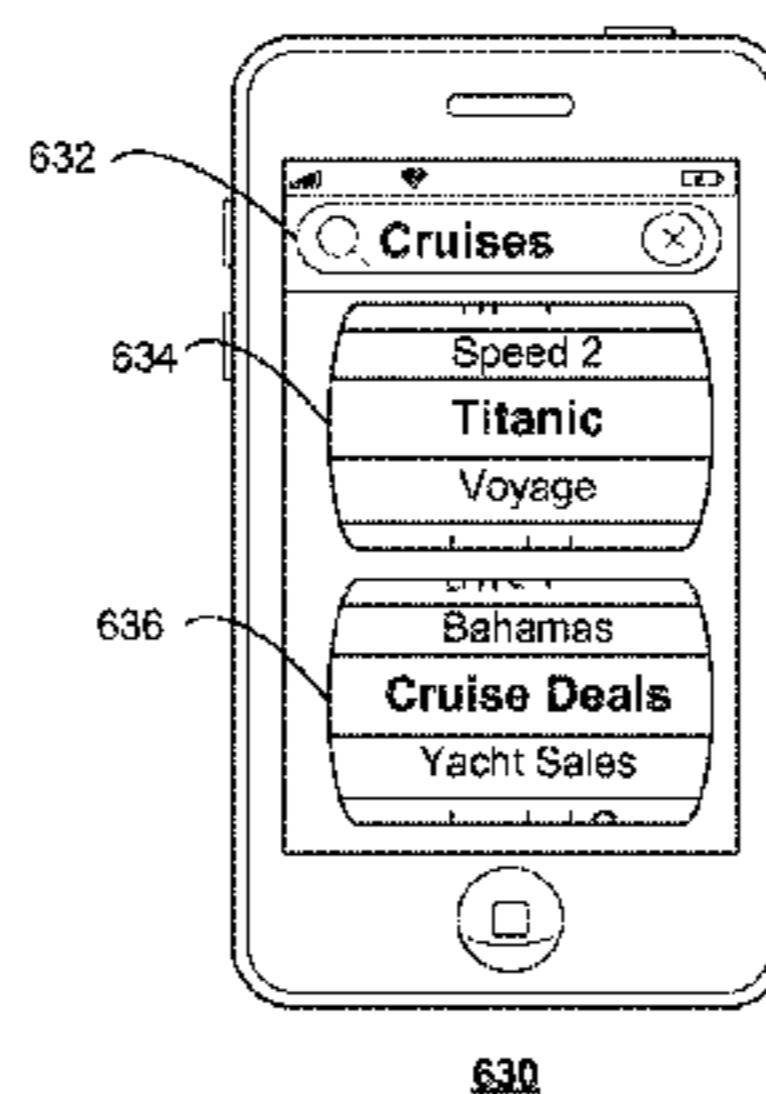 632
Cruises
634
Speed 2
Titanic
Voyage
636
Bahamas
Cruise Deals
Yacht Sales
630